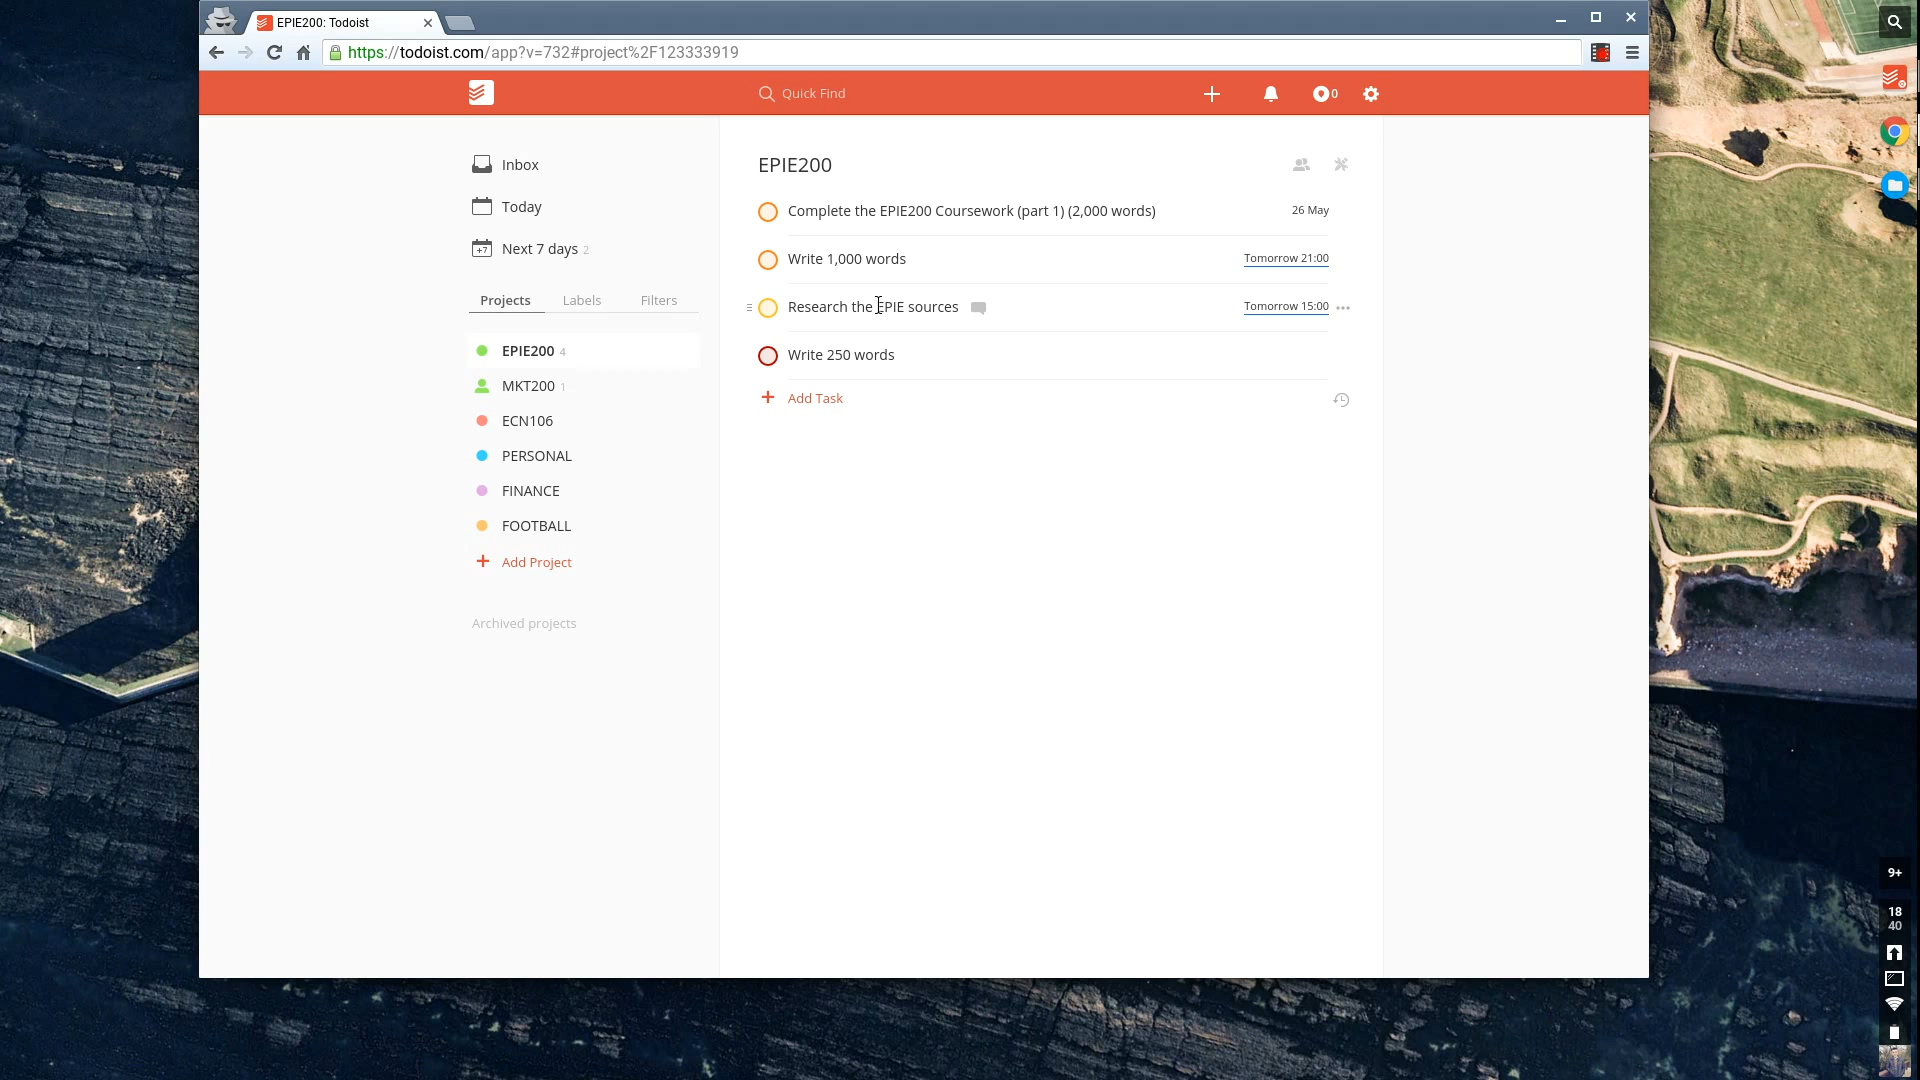 EPIE200: Todoist
https://todoist.com/app?v=732#project%2F123333919
Quick Find
0
Inbox
Today
+7 Next 7 days 2
Projects Labels Filters
EPIE200 4
MKT200 1
ECN106
PERSONAL
FINANCE
FOOTBALL
+ Add Project
Archived projects
EPIE200
Complete the EPIE200 Coursework (part 1) (2,000 words) 26 May
Write 1,000 words Tomorrow 21:00
Research the EPIE sources Tomorrow 15:00
Write 250 words
+ Add Task
9+
18
40